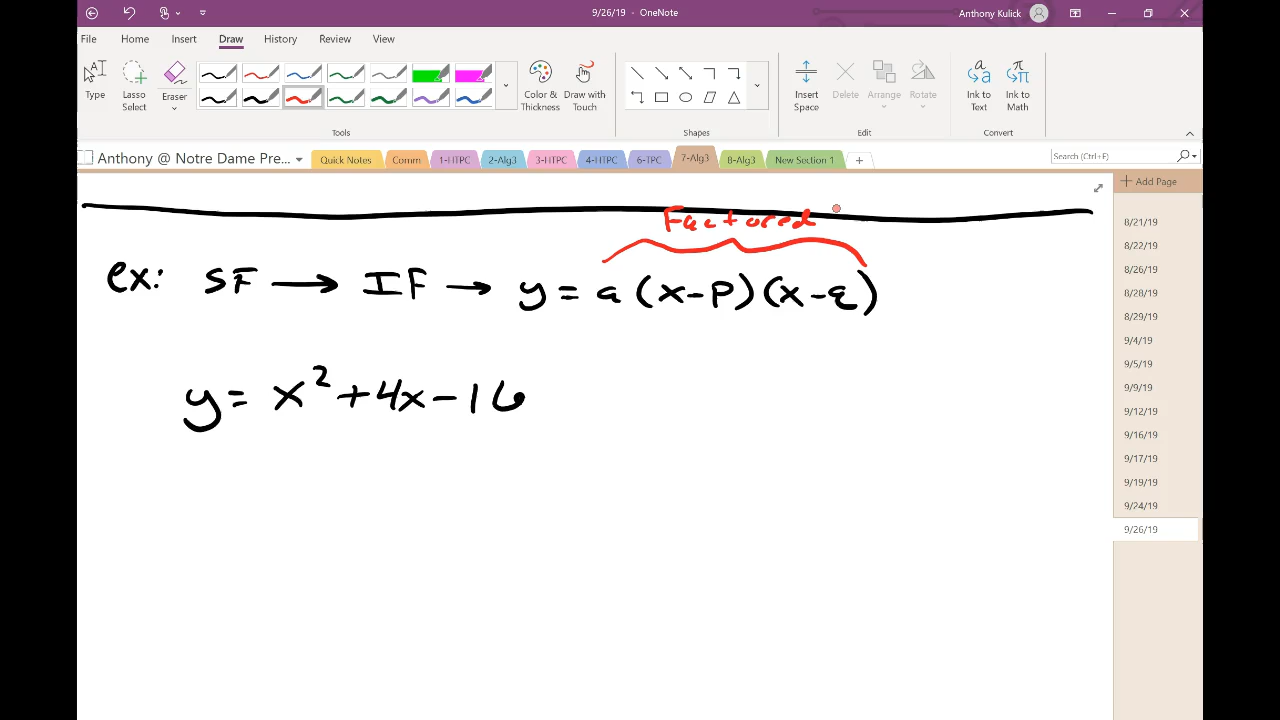 9/26/19 - OneNote
Anthony Kulick
File Home Insert Draw History Review View
Type
Lasso Select
Eraser
Color & Thickness
Draw with Touch
Insert Space
Delete
Arrange
Rotate
Ink to Text
Ink to Math
Tools Shapes Edit Convert
Anthony @ Notre Dame Pre...
Quick Notes Comm 1-HTPC 2-Alg3 3-HTPC 4-HTPC 6-TPC 7-Alg3 8-Alg3 New Section 1 +
Search (Ctrl+F)
+ Add Page
8/21/19
8/22/19
8/26/19
8/28/19
8/29/19
9/4/19
9/5/19
9/9/19
9/12/19
9/16/19
9/17/19
9/19/19
9/24/19
9/26/19
Factored
ex: SF → IF → y = a(x-p)(x-q)
y = x² + 4x - 16